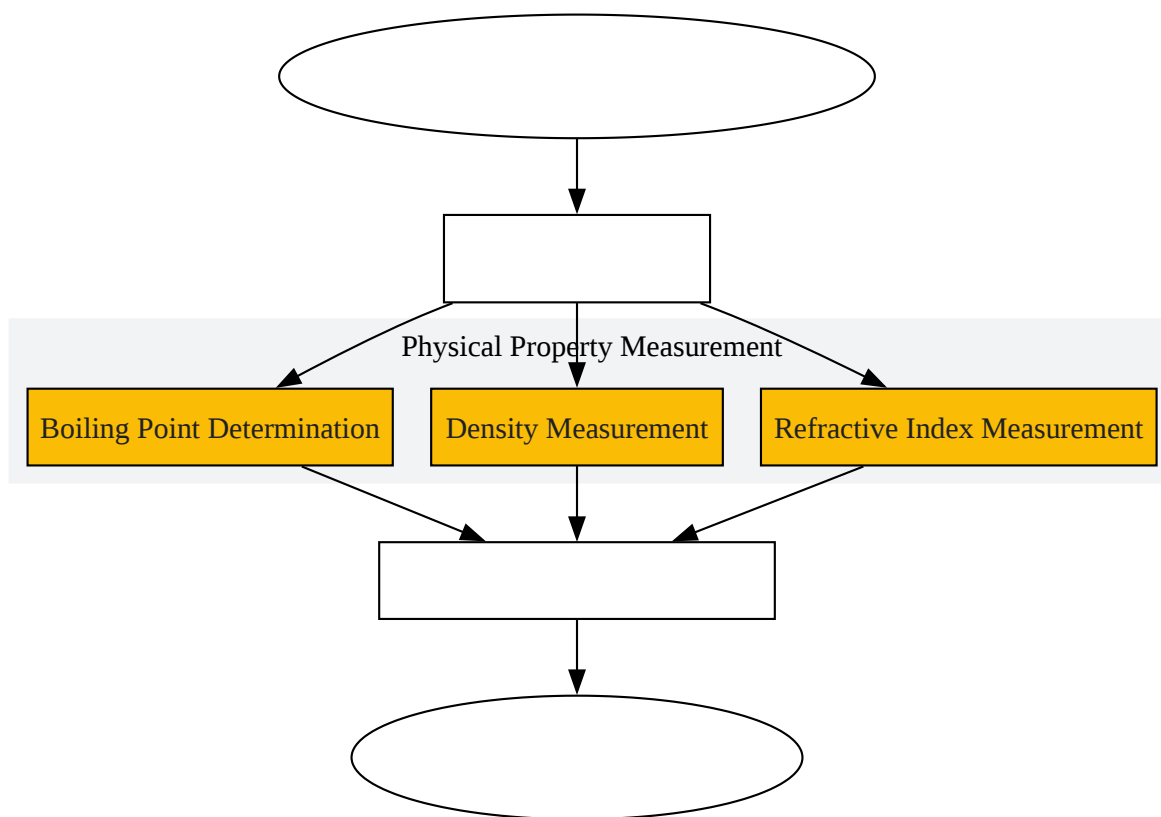 Physical Property Measurement
Boiling Point Determination
Density Measurement
Refractive Index Measurement